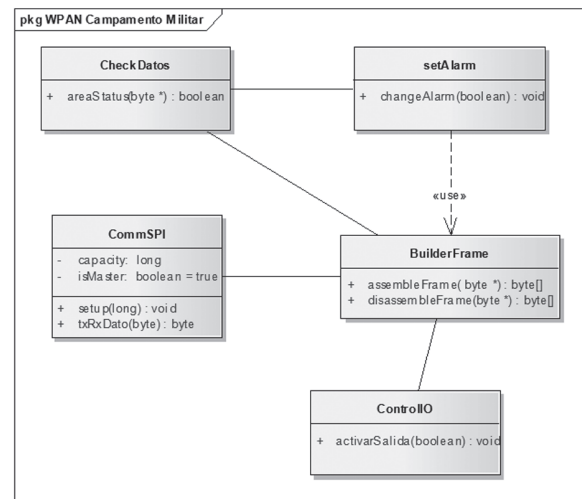 pkg WPAN Campamento Militar
CheckDatos
+ areaStatus(byte *) : boolean
setAlarm
+ changeAlarm(boolean) : void
«use»
CommSPI
- capacity: long
- isMaster: boolean = true
+ setup(long) : void
+ txRxDato(byte) : byte
BuilderFrame
+ assembleFrame( byte *) : byte[]
+ disassembleFrame(byte *) : byte[]
ControlIO
+ activarSalida(boolean) : void